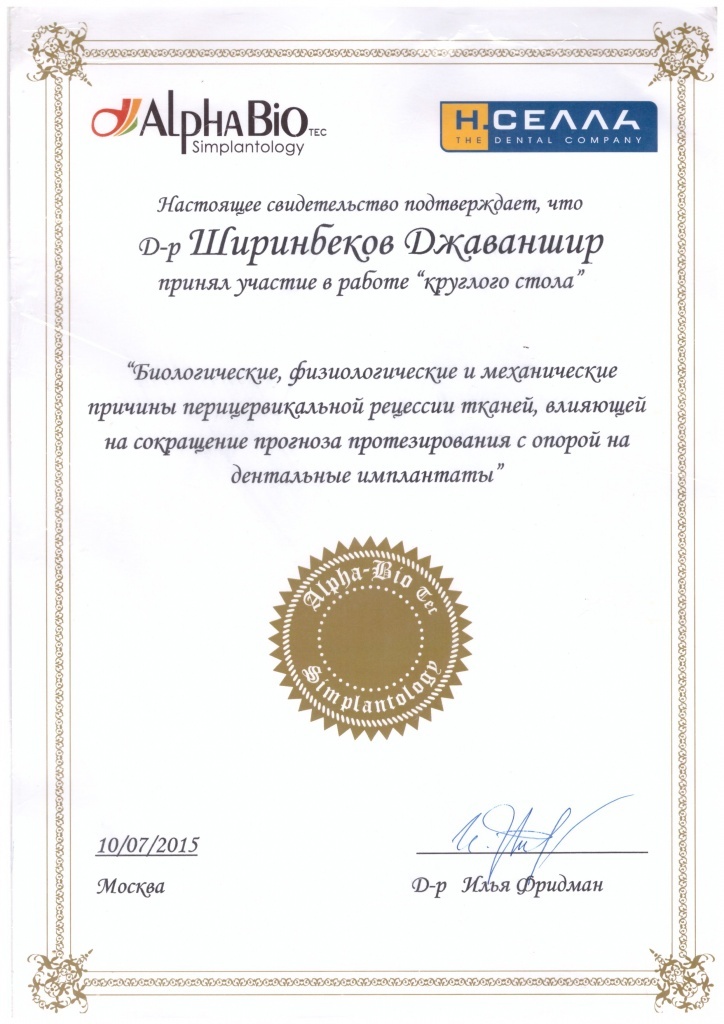 AlphaBio TEC
Simplantology
Н.СЕЛЛА
THE DENTAL COMPANY
Настоящее свидетельство подтверждает, что
Д-р Ширинбеков Джаваншир
принял участие в работе “круглого стола”
“Биологические, физиологические и механические
причины перицервикальной рецессии тканей, влияющей
на сокращение прогноза протезирования с опорой на
дентальные имплантаты”
Alpha-Bio Tec
Simplantology
10/07/2015
Москва
Д-р Илья Фридман